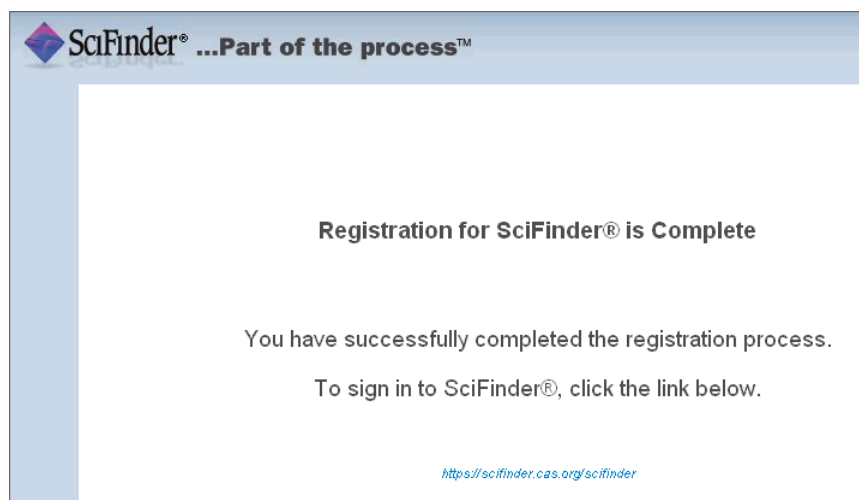 SciFinder® ...Part of the process™
Registration for SciFinder® is Complete
You have successfully completed the registration process.
To sign in to SciFinder®, click the link below.
https://scifinder.cas.org/scifinder